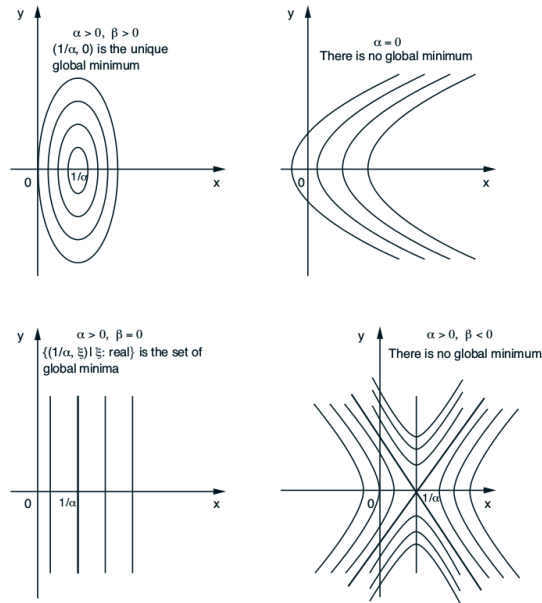 y
α > 0, β > 0
(1/α, 0) is the unique
global minimum
1/α
0
x
y
α = 0
There is no global minimum
0
x
y
α > 0, β = 0
{(1/α, ξ) | ξ: real} is the set of
global minima
1/α
0
x
y
α > 0, β < 0
There is no global minimum
0
1/α
x